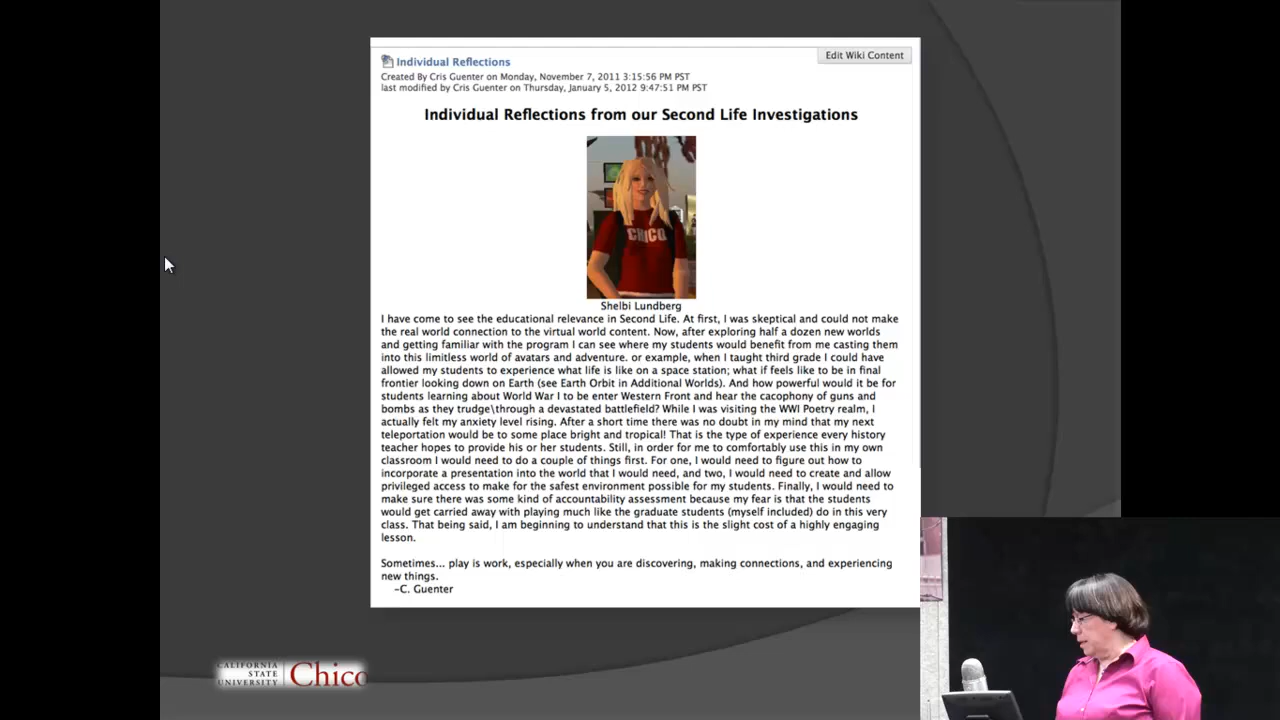 Individual Reflections
Edit Wiki Content
Created By Cris Guenter on Monday, November 7, 2011 3:15:56 PM PST
last modified by Cris Guenter on Thursday, January 5, 2012 9:47:51 PM PST
Individual Reflections from our Second Life Investigations
CHICO
Shelbi Lundberg
I have come to see the educational relevance in Second Life. At first, I was skeptical and could not make
the real world connection to the virtual world content. Now, after exploring half a dozen new worlds
and getting familiar with the program I can see where my students would benefit from me casting them
into this limitless world of avatars and adventure. or example, when I taught third grade I could have
allowed my students to experience what life is like on a space station; what if feels like to be in final
frontier looking down on Earth (see Earth Orbit in Additional Worlds). And how powerful would it be for
students learning about World War I to be enter Western Front and hear the cacophony of guns and
bombs as they trudge\through a devastated battlefield? While I was visiting the WWI Poetry realm, I
actually felt my anxiety level rising. After a short time there was no doubt in my mind that my next
teleportation would be to some place bright and tropical! That is the type of experience every history
teacher hopes to provide his or her students. Still, in order for me to comfortably use this in my own
classroom I would need to do a couple of things first. For one, I would need to figure out how to
incorporate a presentation into the world that I would need, and two, I would need to create and allow
privileged access to make for the safest environment possible for my students. Finally, I would need to
make sure there was some kind of accountability assessment because my fear is that the students
would get carried away with playing much like the graduate students (myself included) do in this very
class. That being said, I am beginning to understand that this is the slight cost of a highly engaging
lesson.
Sometimes... play is work, especially when you are discovering, making connections, and experiencing
new things.
-C. Guenter
CALIFORNIA
STATE
UNIVERSITY
Chico